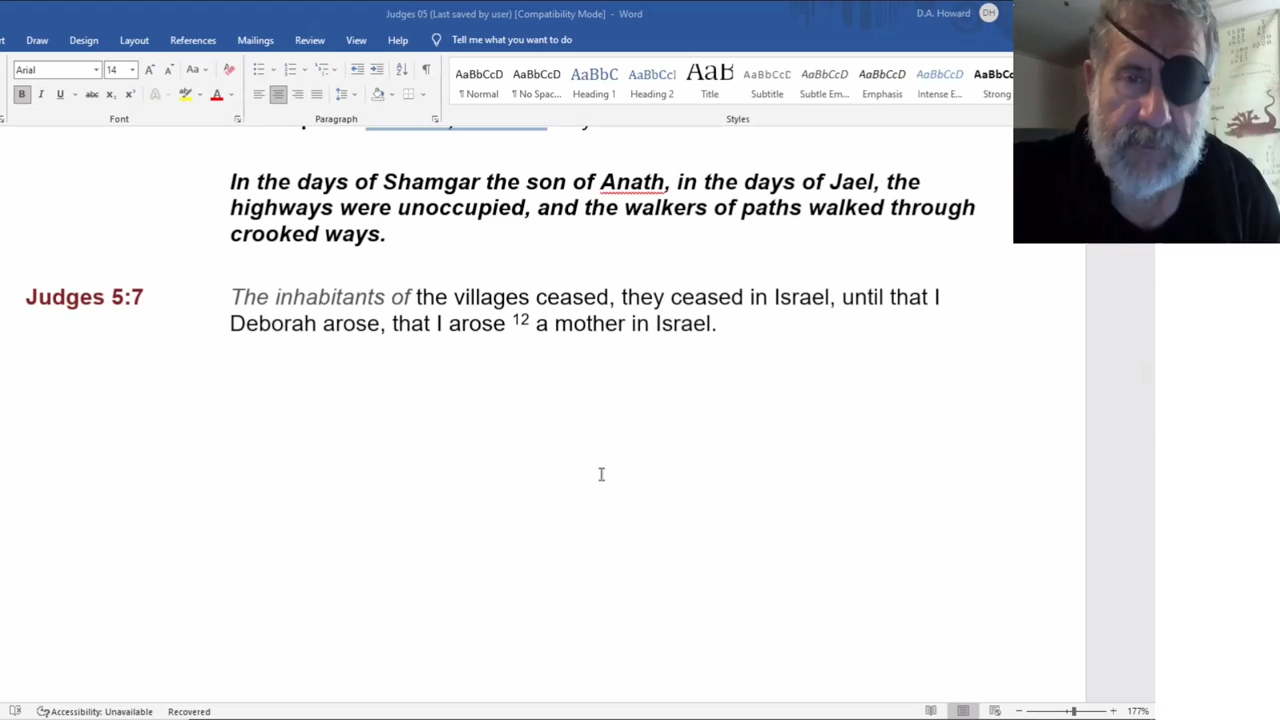 Judges 05 (Last saved by user) [Compatibility Mode] - Word
D.A. Howard DH
Draw Design Layout References Mailings Review View Help Tell me what you want to do
Arial 14
AaBbCcD AaBbCcD AaBbC AaBbCcI AaB AaBbCcD AaBbCcD AaBbCcD AaBbCcD AaBbCc
¶ Normal ¶ No Spac... Heading 1 Heading 2 Title Subtitle Subtle Em... Emphasis Intense E... Strong
Font Paragraph Styles
In the days of Shamgar the son of Anath, in the days of Jael, the
highways were unoccupied, and the walkers of paths walked through
crooked ways.
Judges 5:7 The inhabitants of the villages ceased, they ceased in Israel, until that I
Deborah arose, that I arose 12 a mother in Israel.
Accessibility: Unavailable Recovered 177%